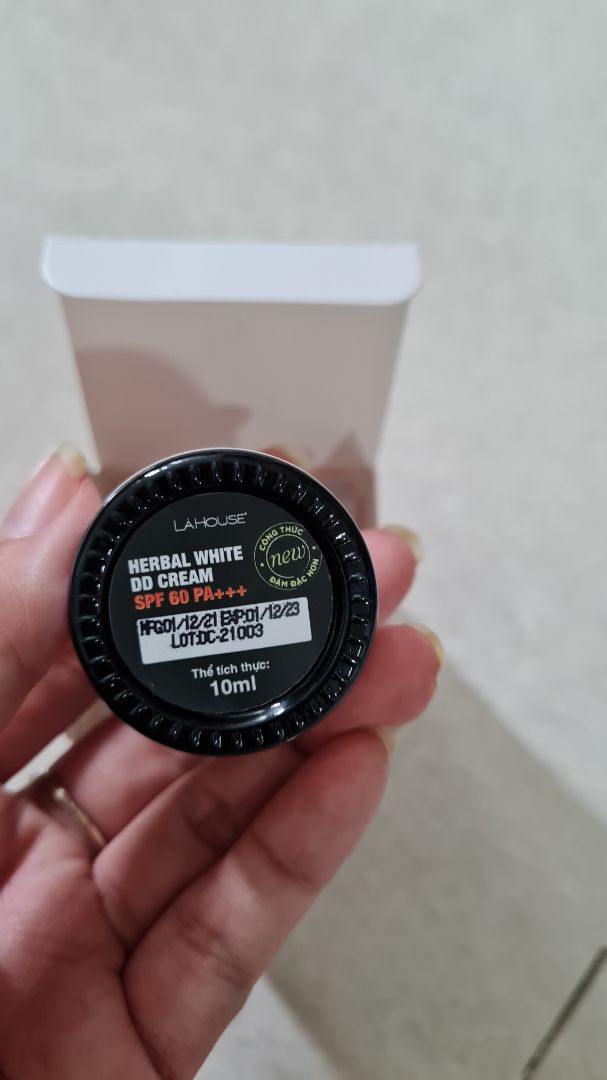 LÁHOUSE
CÔNG THỨC
new
ĐẬM ĐẶC HƠN
HERBAL WHITE
DD CREAM
SPF 60 PA+++
MFG:01/12/21 EXP:01/12/23
LOT:DC-21003
Thể tích thực:
10ml